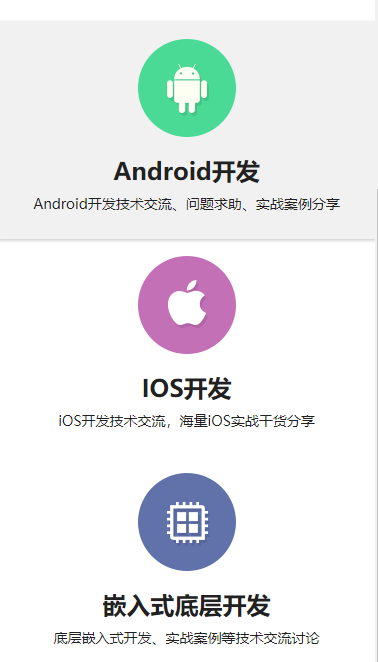 Android开发
Android开发技术交流、问题求助、实战案例分享
IOS开发
iOS开发技术交流，海量IOS实战干货分享
嵌入式底层开发
底层嵌入式开发、实战案例等技术交流讨论